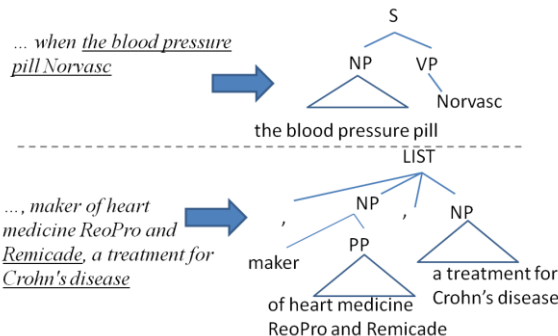 S
... when the blood pressure
pill Norvasc
NP VP
Norvasc
the blood pressure pill
LIST
..., maker of heart
medicine ReoPro and
Remicade, a treatment for
Crohn's disease
, NP , NP
maker PP
a treatment for
Crohn's disease
of heart medicine
ReoPro and Remicade